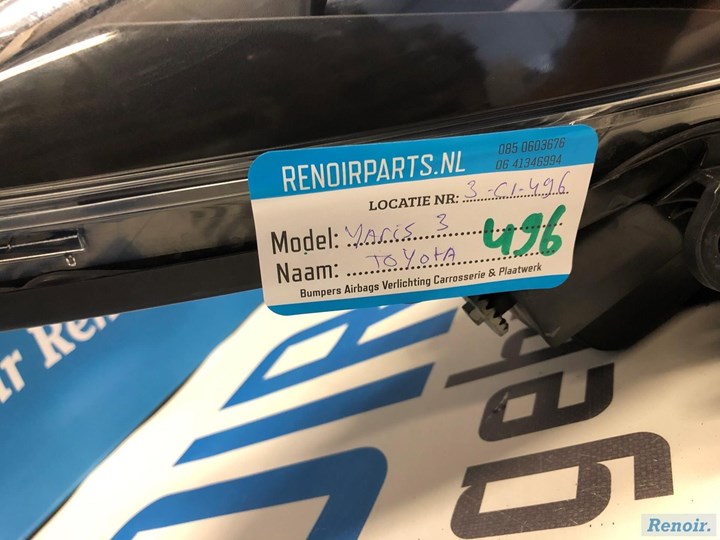 RENOIRPARTS.NL
085 0603676
06 41346994
LOCATIE NR: 3-C1-496
Model: YARIS 3
Naam: TOYOTA
496
Bumpers Airbags Verlichting Carrosserie & Plaatwerk
geb
Renoir.